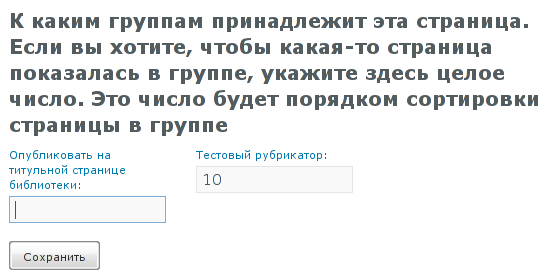 К каким группам принадлежит эта страница.
Если вы хотите, чтобы какая-то страница
показалась в группе, укажите здесь целое
число. Это число будет порядком сортировки
страницы в группе
Опубликовать на
титульной странице
библиотеки:
Тестовый рубрикатор:
10
Сохранить